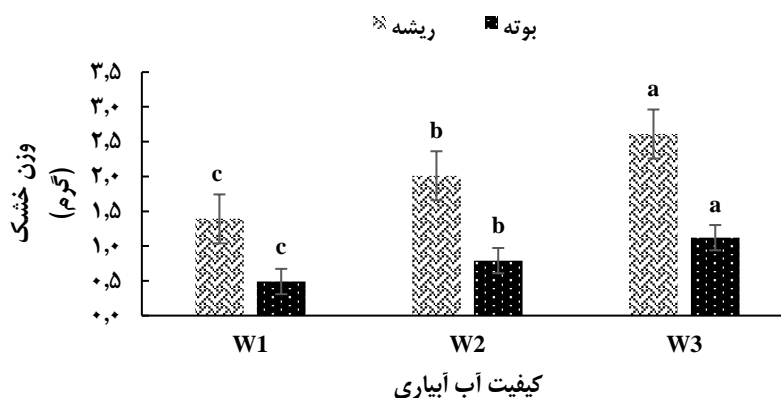 ریشه بوته
وزن خشک
(گرم)
۳,۵
۳,۰
۲,۵
۲,۰
۱,۵
۱,۰
۰,۵
۰,۰
c
c
b
b
a
a
W1 W2 W3
کیفیت آب آبیاری